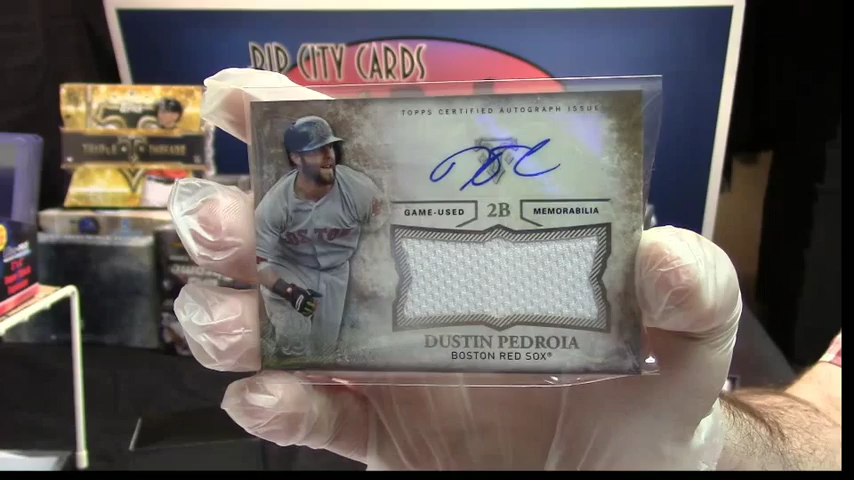 RIP CITY CARDS
TOPPS CERTIFIED AUTOGRAPH ISSUE
TRIPLE THREADS
GAME-USED 2B MEMORABILIA
BOSTON
DUSTIN PEDROIA
BOSTON RED SOX®